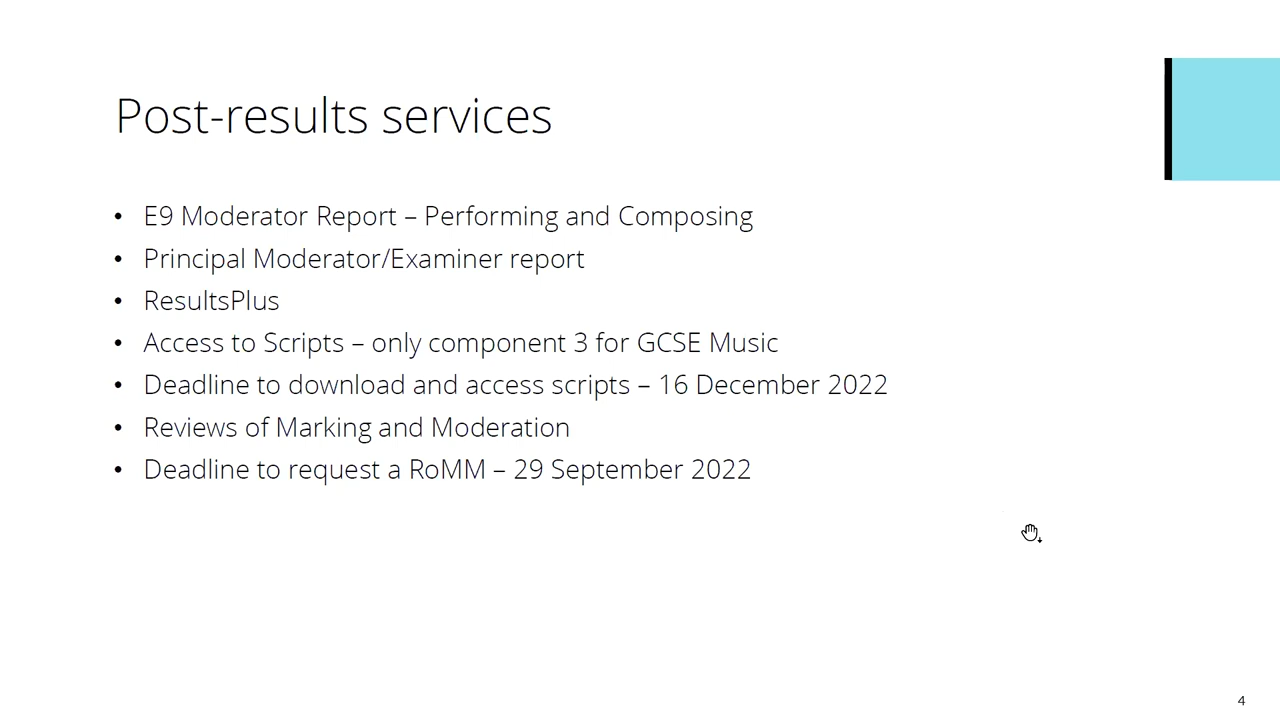 Post-results services
• E9 Moderator Report – Performing and Composing
• Principal Moderator/Examiner report
• ResultsPlus
• Access to Scripts – only component 3 for GCSE Music
• Deadline to download and access scripts – 16 December 2022
• Reviews of Marking and Moderation
• Deadline to request a RoMM – 29 September 2022
4